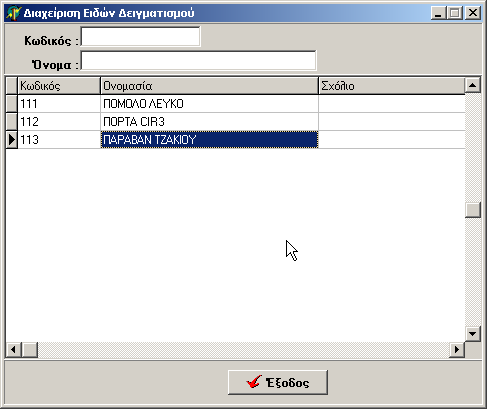 Διαχείριση Ειδών Δειγματισμού
Κωδικός :
Όνομα :
Κωδικός Ονομασία Σχόλιο
111 ΠΟΜΟΛΟ ΛΕΥΚΟ
112 ΠΟΡΤΑ CIR3
113 ΠΑΡΑΒΑΝ ΤΖΑΚΙΟΥ
Έξοδος